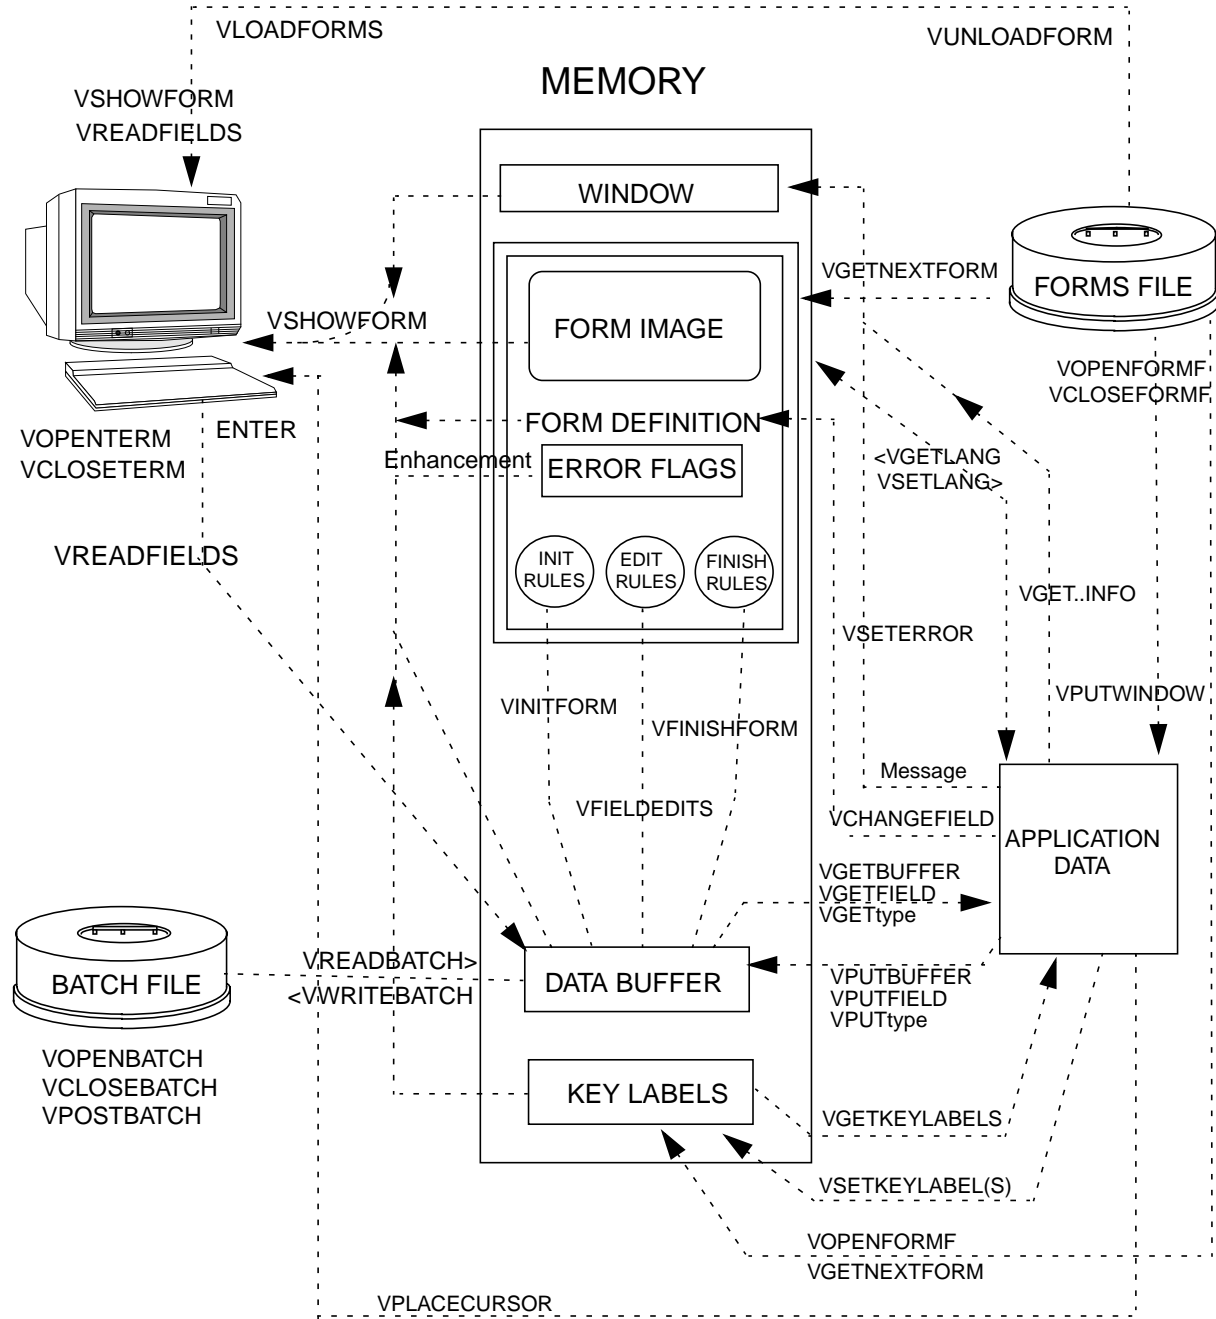 VLOADFORMS
VUNLOADFORM
MEMORY
VSHOWFORM
VREADFIELDS
WINDOW
VGETNEXTFORM
FORMS FILE
VSHOWFORM
FORM IMAGE
VOPENFORMF
VCLOSEFORMF
VOPENTERM
VCLOSETERM
ENTER
FORM DEFINITION
Enhancement
ERROR FLAGS
<VGETLANG
VSETLANG>
VREADFIELDS
INIT
RULES
EDIT
RULES
FINISH
RULES
VGET..INFO
VSETERROR
VINITFORM
VFINISHFORM
VPUTWINDOW
Message
VFIELDEDITS
VCHANGEFIELD
APPLICATION
DATA
VGETBUFFER
VGETFIELD
VGETtype
BATCH FILE
VREADBATCH>
<VWRITEBATCH
DATA BUFFER
VPUTBUFFER
VPUTFIELD
VPUTtype
VOPENBATCH
VCLOSEBATCH
VPOSTBATCH
KEY LABELS
VGETKEYLABELS
VSETKEYLABEL(S)
VOPENFORMF
VGETNEXTFORM
VPLACECURSOR